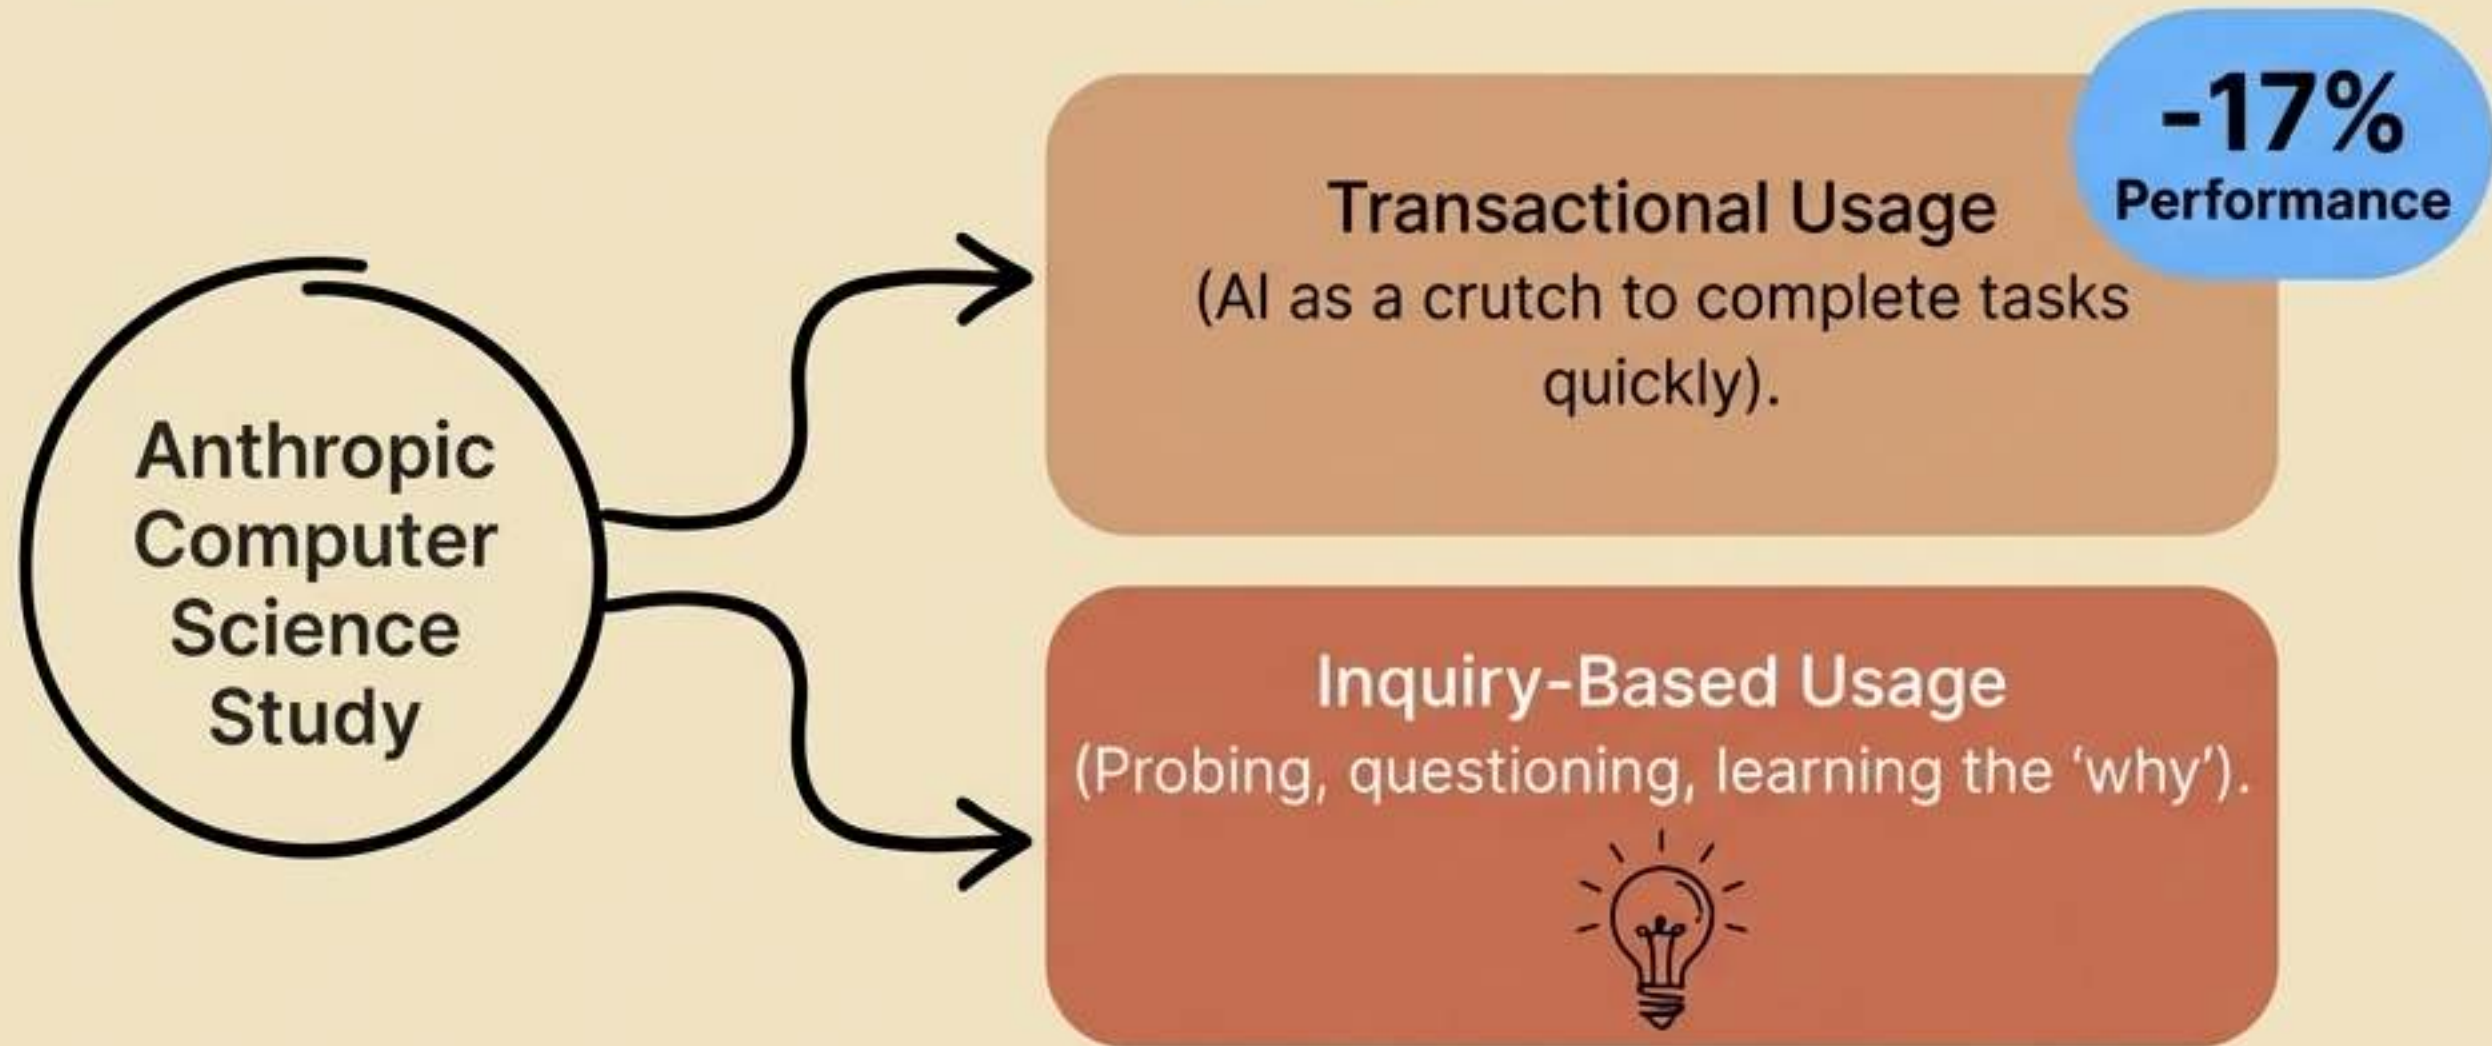 Anthropic
Computer
Science
Study
-17%
Performance
Transactional Usage
(AI as a crutch to complete tasks
quickly).
Inquiry-Based Usage
(Probing, questioning, learning the ‘why’).